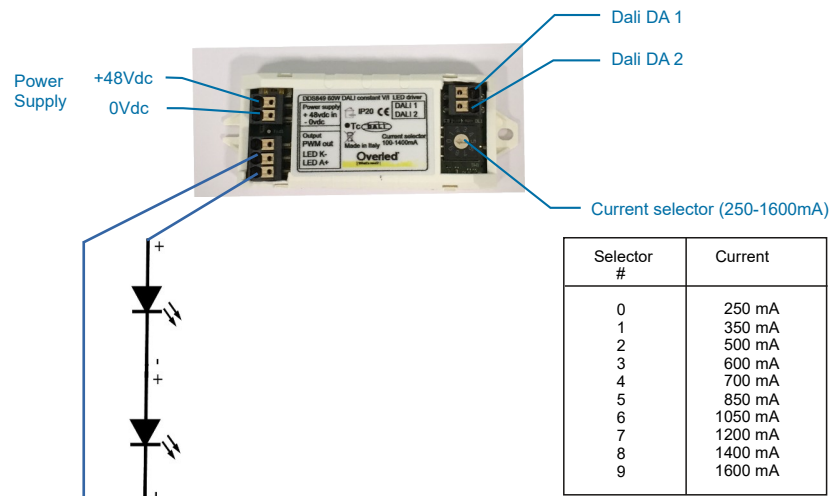 Dali DA 1
Dali DA 2
Power
Supply
+48Vdc
0Vdc
DDS849 60W DALI constant V/I LED driver
Power supply
+ 48vdc in
- 0vdc
IP20 CE
DALI 1
DALI 2
Tc DALI
Output
PWM out
LED K-
LED A+
Made in Italy
Current selector
100-1400mA
Overled
Current selector (250-1600mA)
Selector
#
Current
0 250 mA
1 350 mA
2 500 mA
3 600 mA
4 700 mA
5 850 mA
6 1050 mA
7 1200 mA
8 1400 mA
9 1600 mA
+
-
+
-